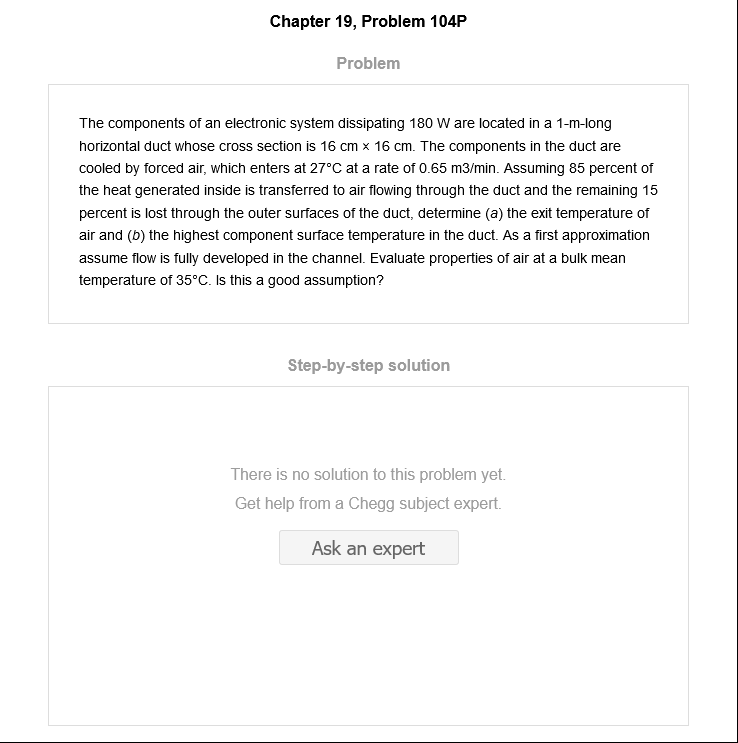 Chapter 19, Problem 104P
Problem
The components of an electronic system dissipating 180 W are located in a 1-m-long
horizontal duct whose cross section is 16 cm × 16 cm. The components in the duct are
cooled by forced air, which enters at 27°C at a rate of 0.65 m3/min. Assuming 85 percent of
the heat generated inside is transferred to air flowing through the duct and the remaining 15
percent is lost through the outer surfaces of the duct, determine (a) the exit temperature of
air and (b) the highest component surface temperature in the duct. As a first approximation
assume flow is fully developed in the channel. Evaluate properties of air at a bulk mean
temperature of 35°C. Is this a good assumption?
Step-by-step solution
There is no solution to this problem yet.
Get help from a Chegg subject expert.
Ask an expert